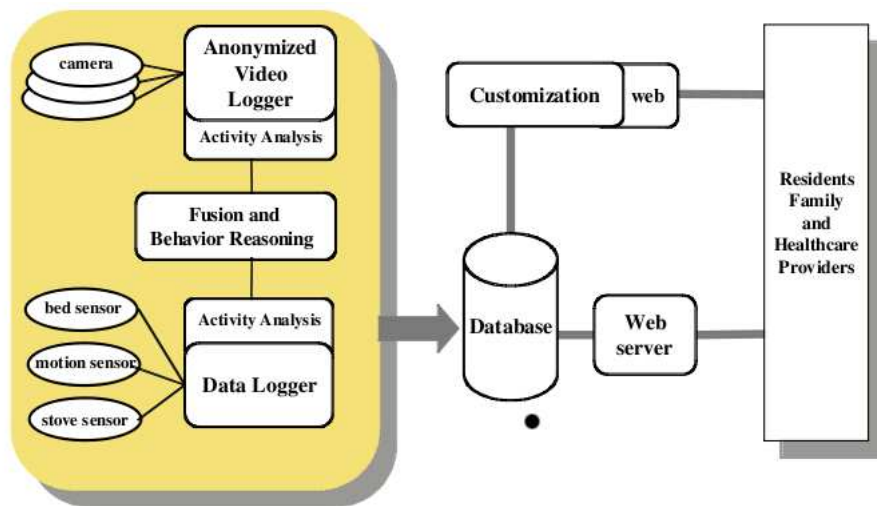 camera
Anonymized
Video
Logger
Activity Analysis
Fusion and
Behavior Reasoning
bed sensor
motion sensor
stove sensor
Activity Analysis
Data Logger
Customization
web
Database
Web
server
Residents
Family
and
Healthcare
Providers